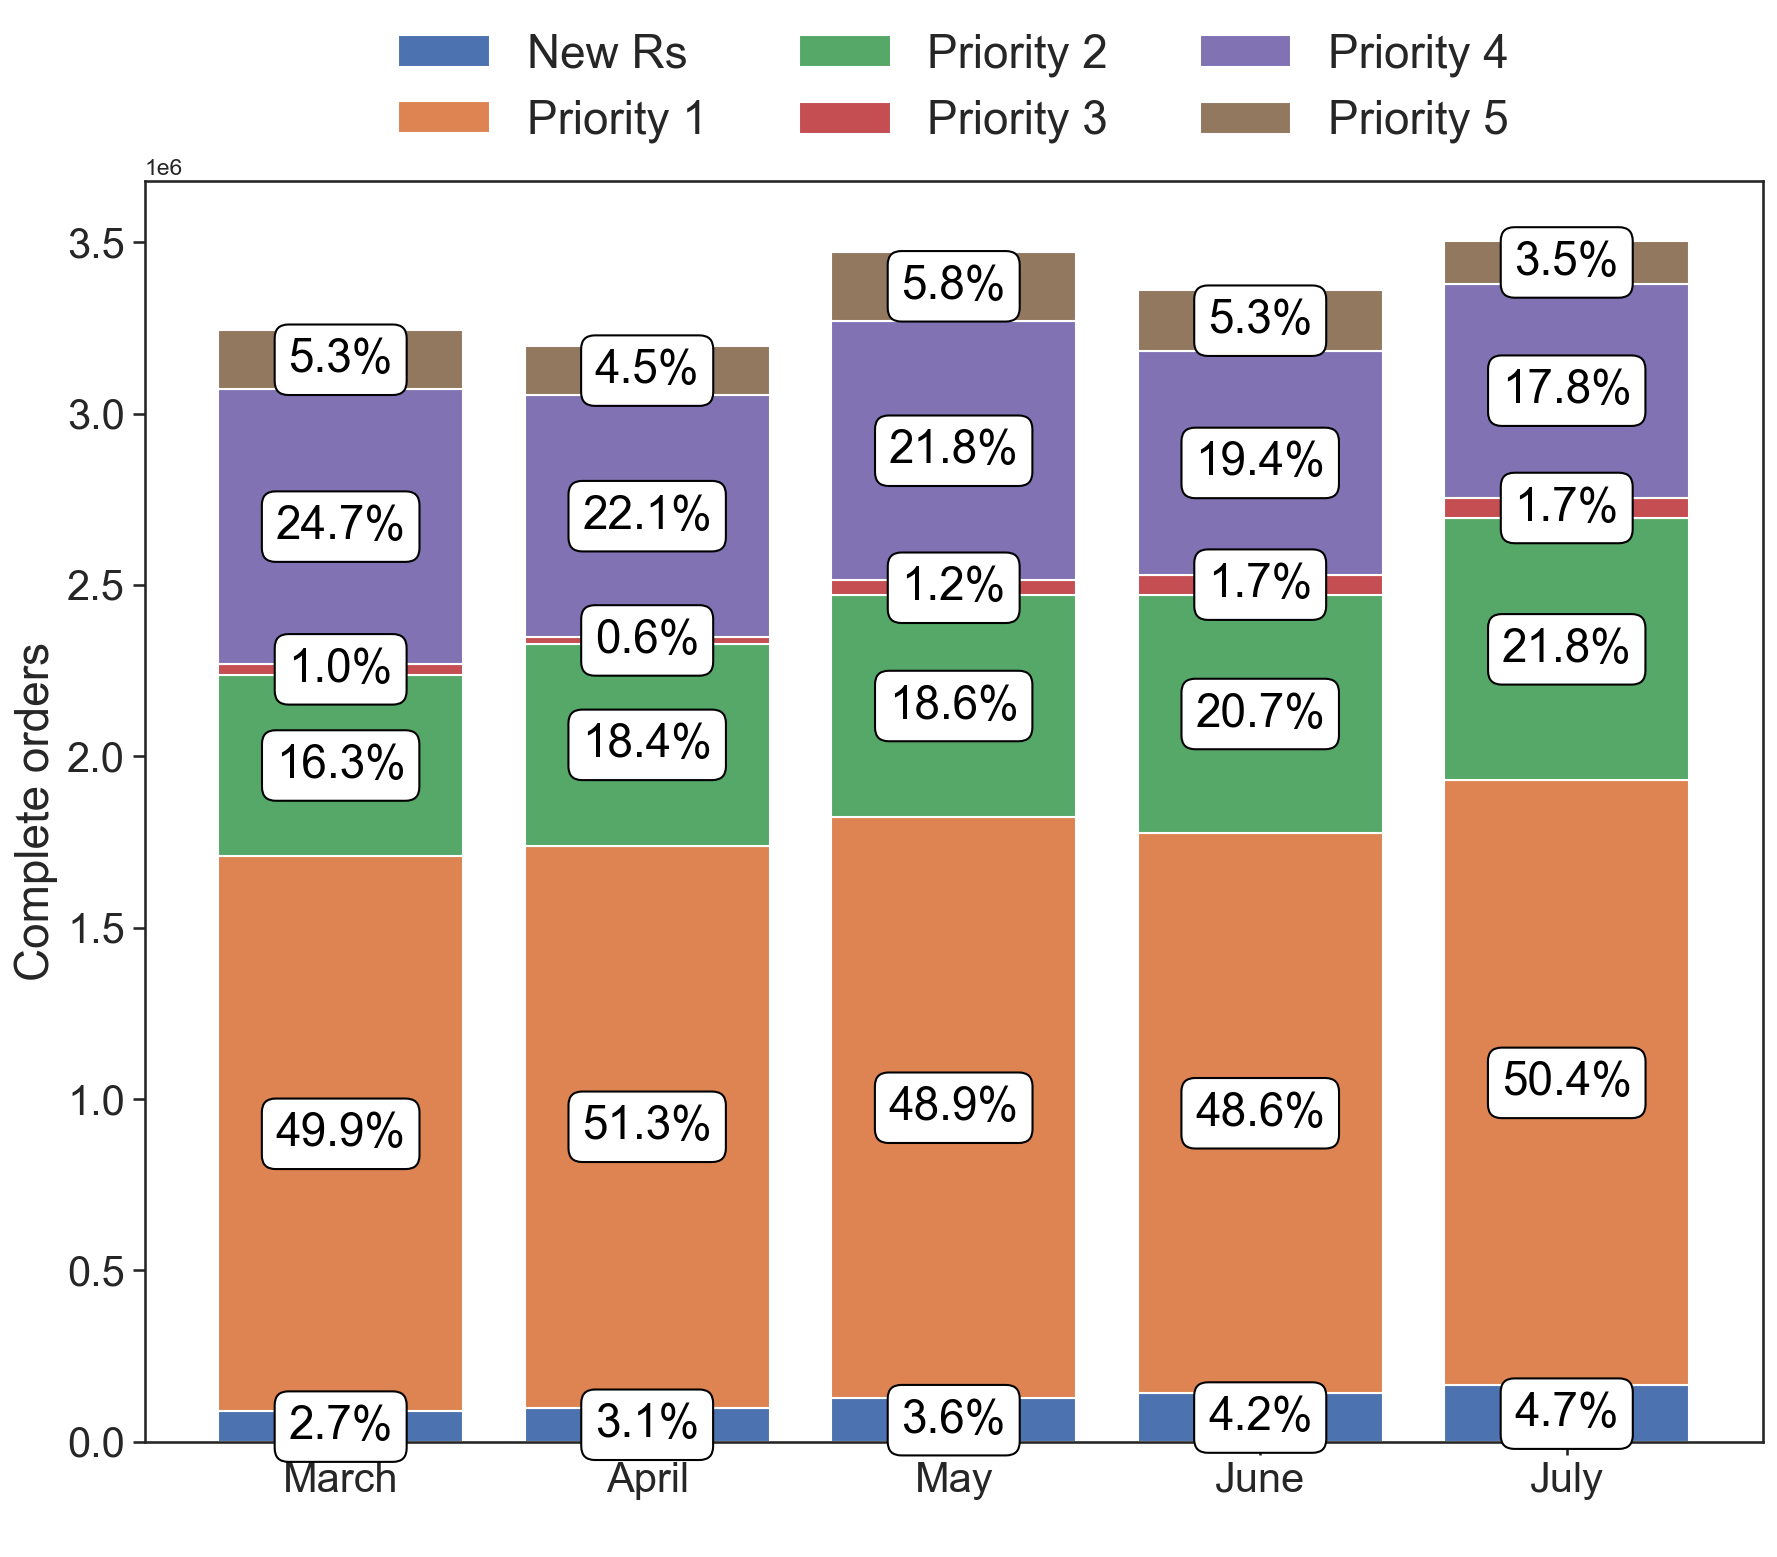 New Rs
Priority 1
Priority 2
Priority 3
Priority 4
Priority 5
1e6
Complete orders
3.5
3.0
2.5
2.0
1.5
1.0
0.5
0.0
5.3%
24.7%
1.0%
16.3%
49.9%
2.7%
4.5%
22.1%
0.6%
18.4%
51.3%
3.1%
5.8%
21.8%
1.2%
18.6%
48.9%
3.6%
5.3%
19.4%
1.7%
20.7%
48.6%
4.2%
3.5%
17.8%
1.7%
21.8%
50.4%
4.7%
March
April
May
June
July